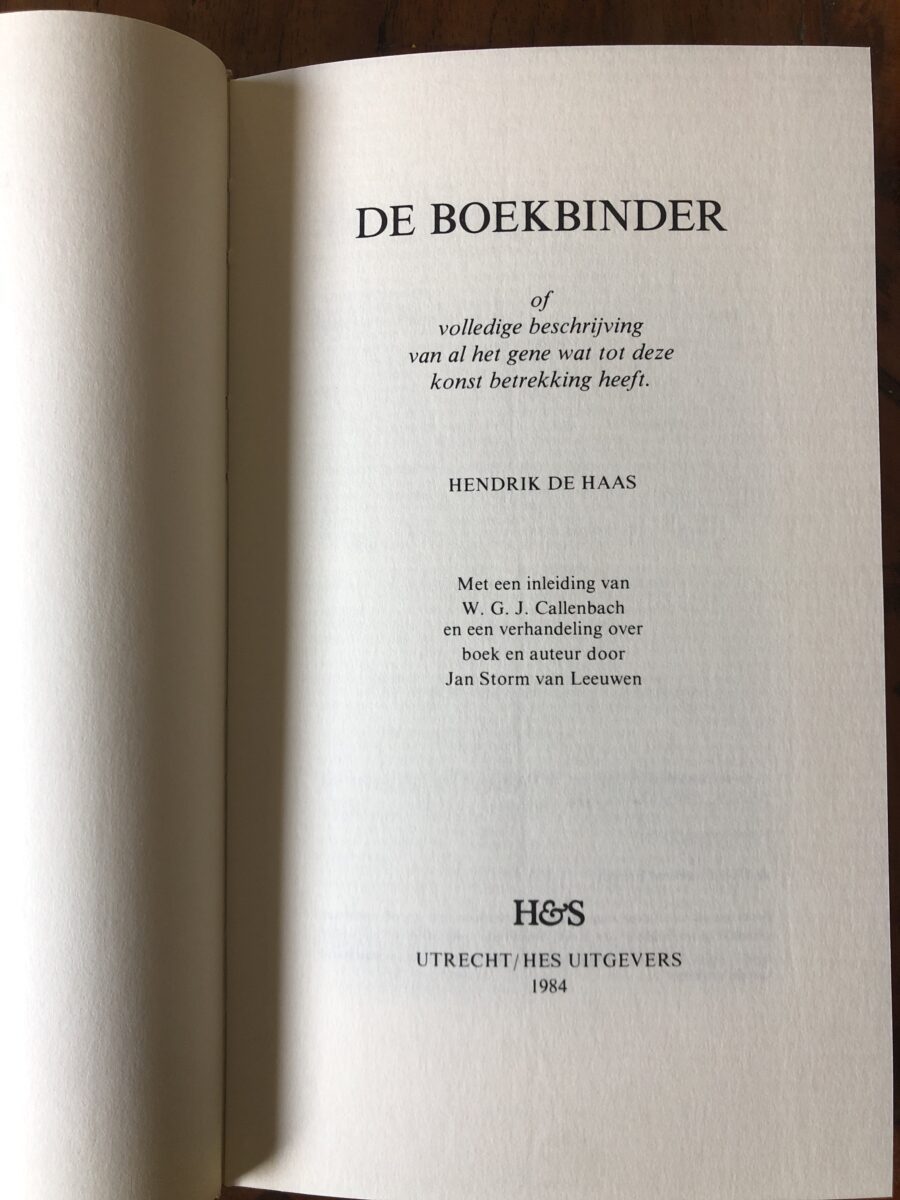 DE BOEKBINDER
of
volledige beschrijving
van al het gene wat tot deze
konst betrekking heeft.
HENDRIK DE HAAS
Met een inleiding van
W. G. J. Callenbach
en een verhandeling over
boek en auteur door
Jan Storm van Leeuwen
H&S
UTRECHT/HES UITGEVERS
1984